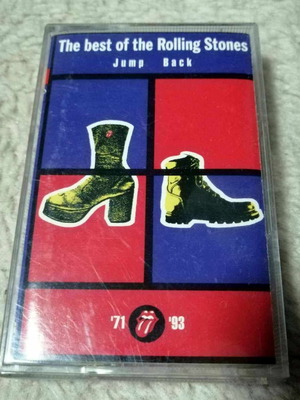 The best of the Rolling Stones
Jump Back
'71 '93